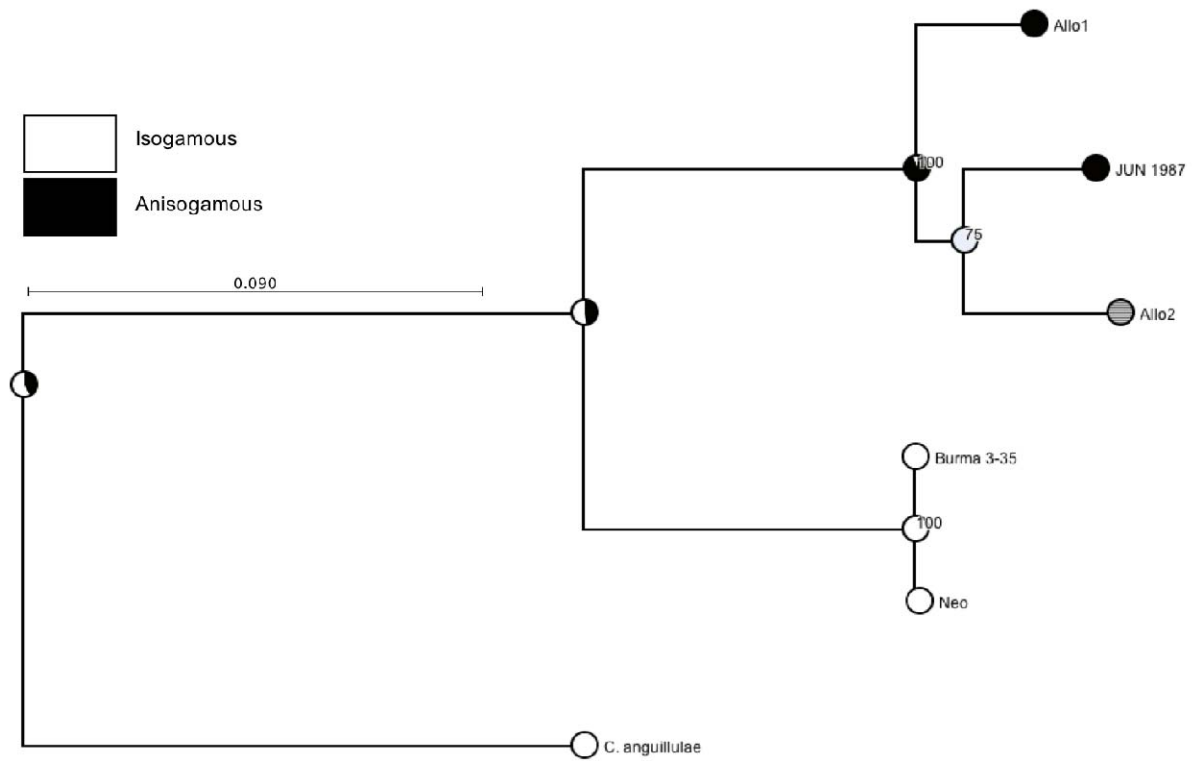 Allo1
Isogamous
100
JUN 1987
Anisogamous
75
0.090
Allo2
Burma 3-35
100
Neo
C. anguillulae